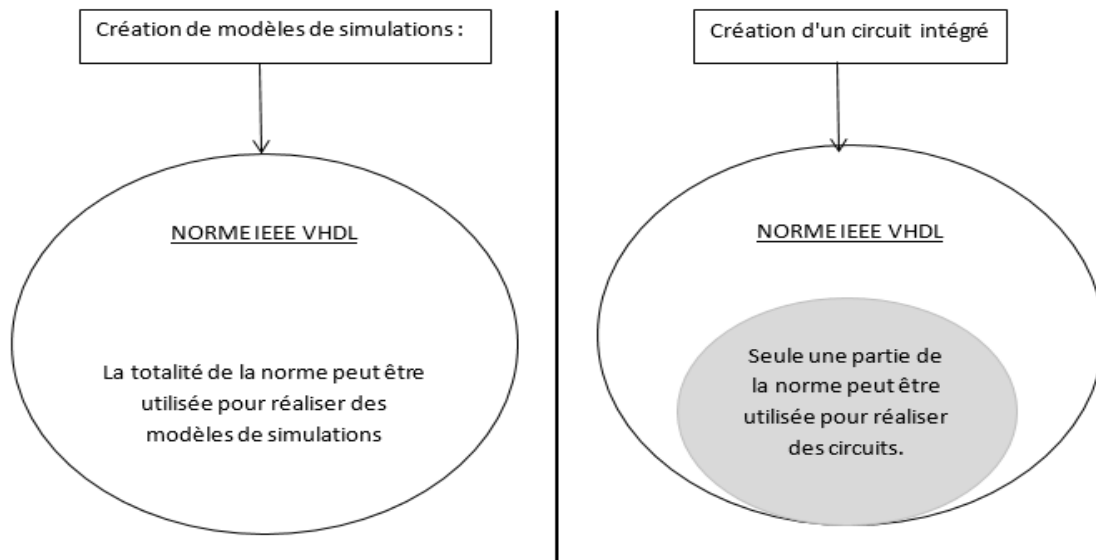 Création de modèles de simulations :
NORME IEEE VHDL
La totalité de la norme peut être
utilisée pour réaliser des
modèles de simulations
Création d'un circuit intégré
NORME IEEE VHDL
Seule une partie de
la norme peut être
utilisée pour réaliser
des circuits.